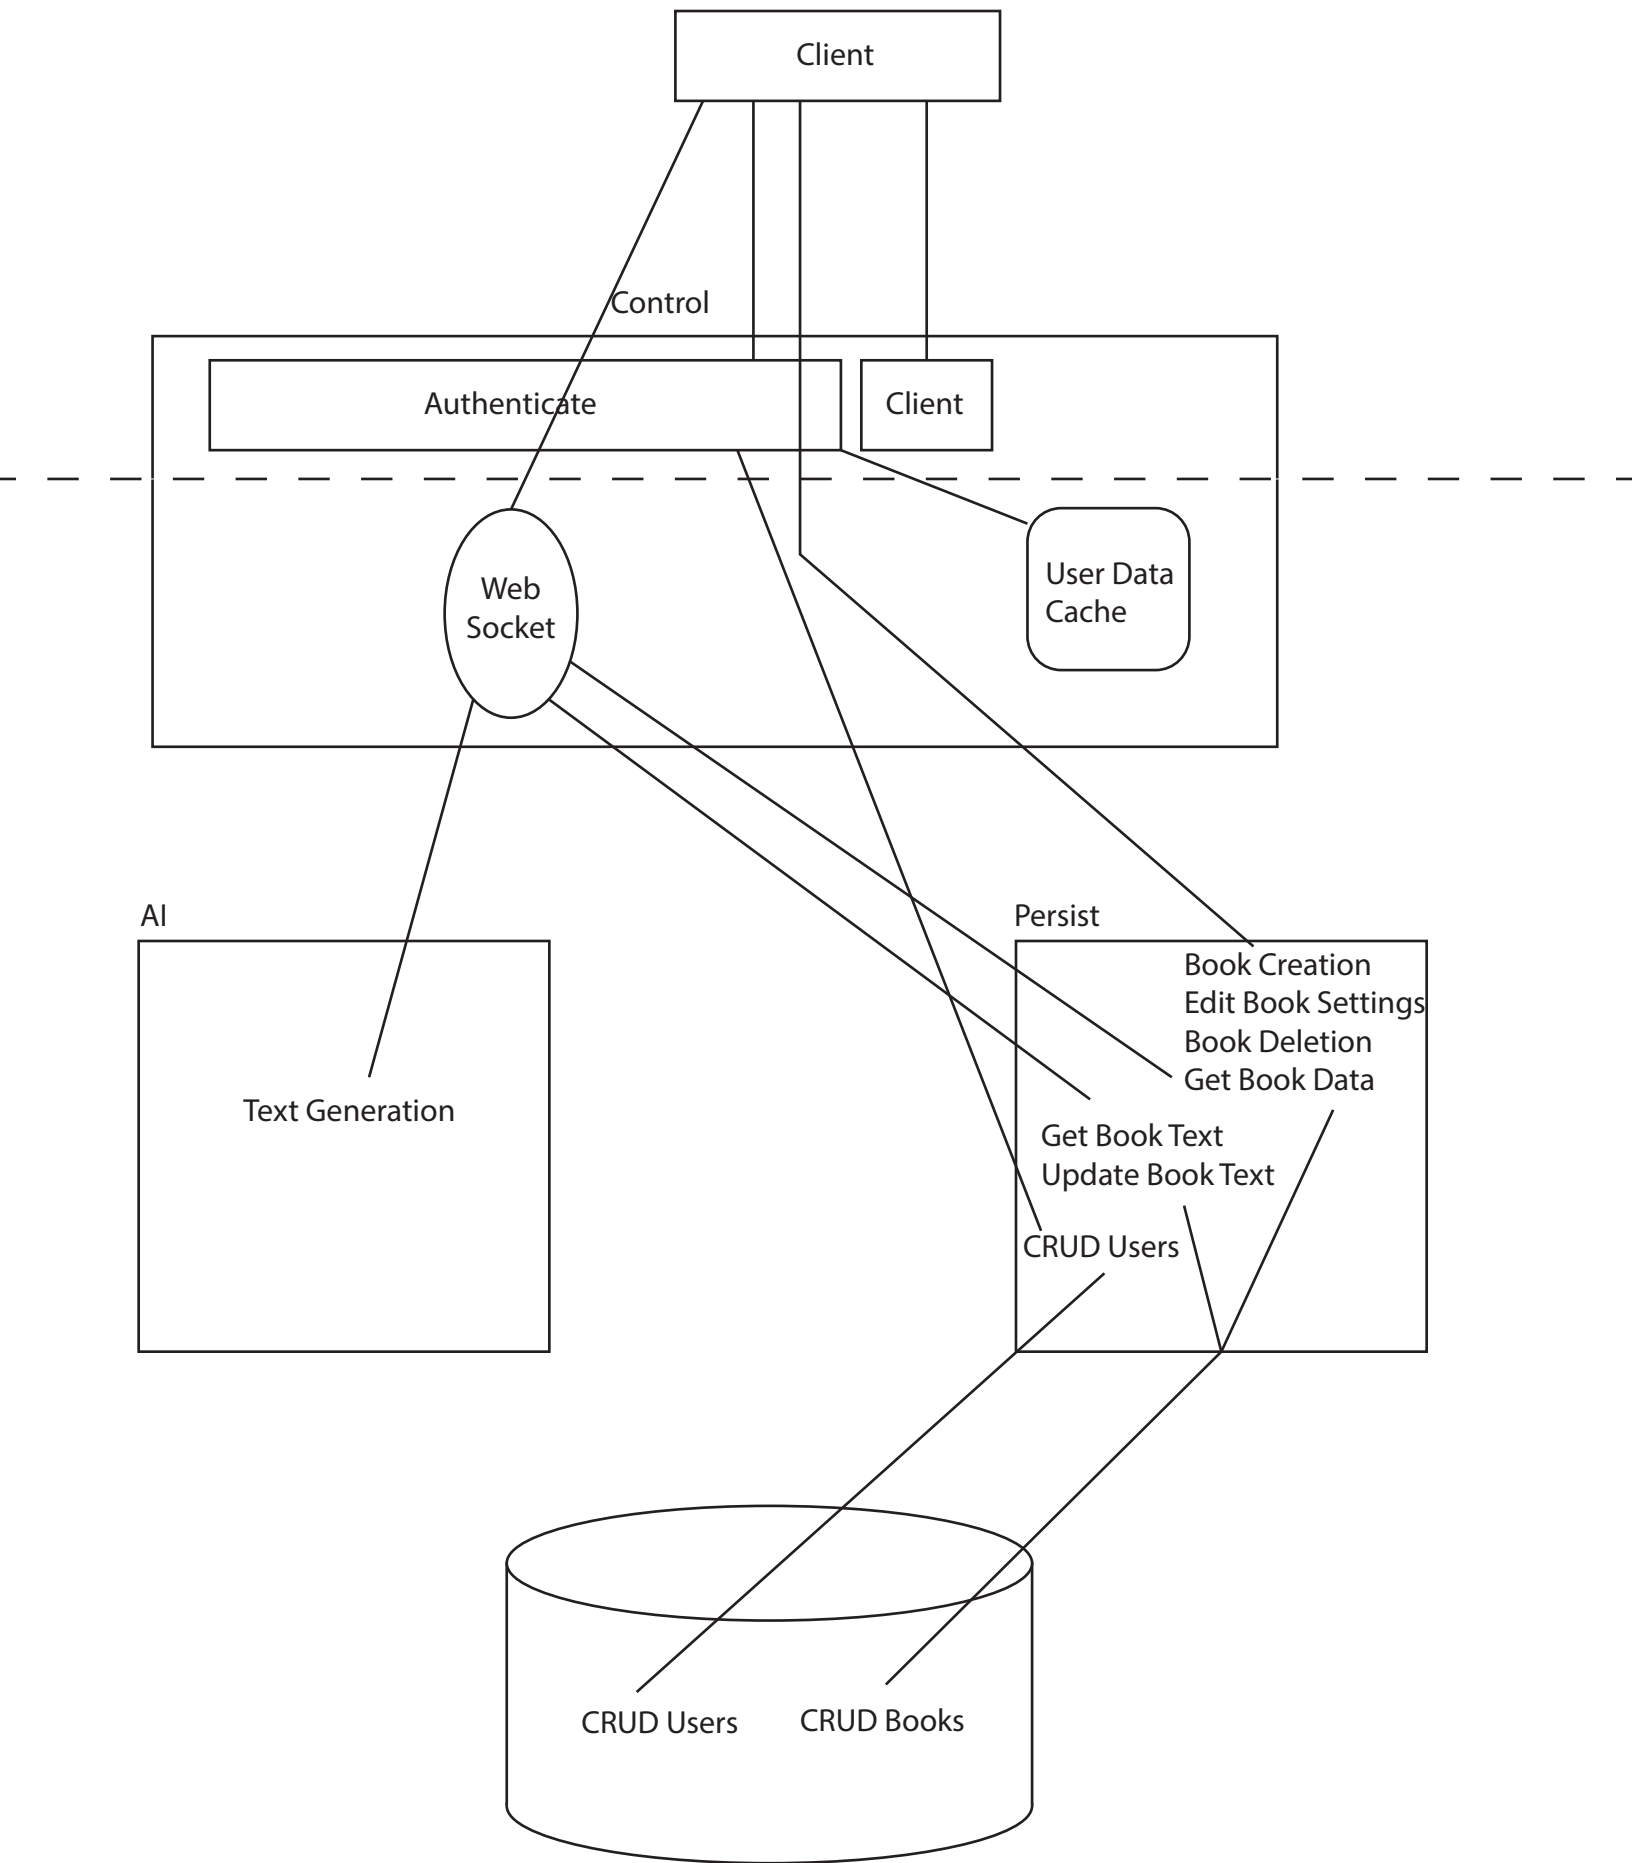 Client
Control
Authenticate
Client
Web
Socket
User Data
Cache
AI
Persist
Book Creation
Edit Book Settings
Book Deletion
Get Book Data
Text Generation
Get Book Text
Update Book Text
CRUD Users
CRUD Users
CRUD Books